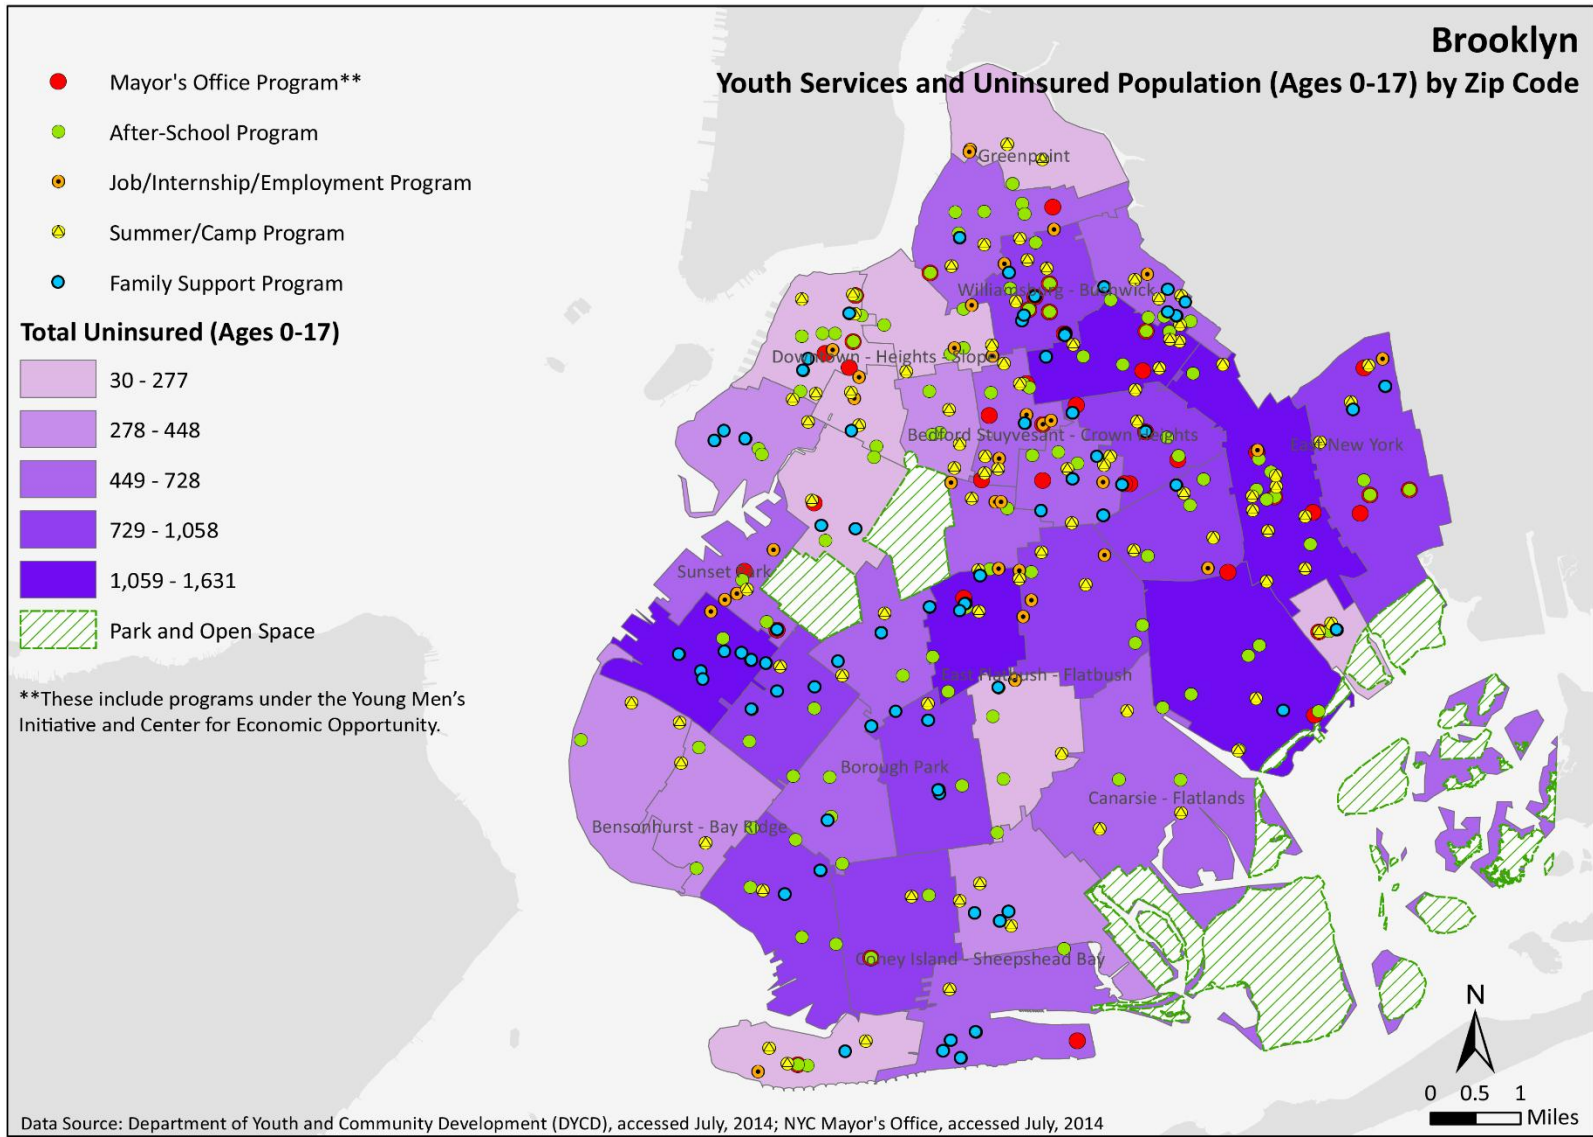 Brooklyn
Youth Services and Uninsured Population (Ages 0-17) by Zip Code
Mayor's Office Program**
After-School Program
Job/Internship/Employment Program
Summer/Camp Program
Family Support Program
Total Uninsured (Ages 0-17)
30 - 277
278 - 448
449 - 728
729 - 1,058
1,059 - 1,631
Park and Open Space
**These include programs under the Young Men's
Initiative and Center for Economic Opportunity.
Greenpoint
Williamsburg - Bushwick
Downtown - Heights - Slope
Bedford Stuyvesant - Crown Heights
East New York
Sunset Park
East Flatbush - Flatbush
Borough Park
Canarsie - Flatlands
Bensonhurst - Bay Ridge
Coney Island - Sheepshead Bay
N
0 0.5 1
Miles
Data Source: Department of Youth and Community Development (DYCD), accessed July, 2014; NYC Mayor's Office, accessed July, 2014